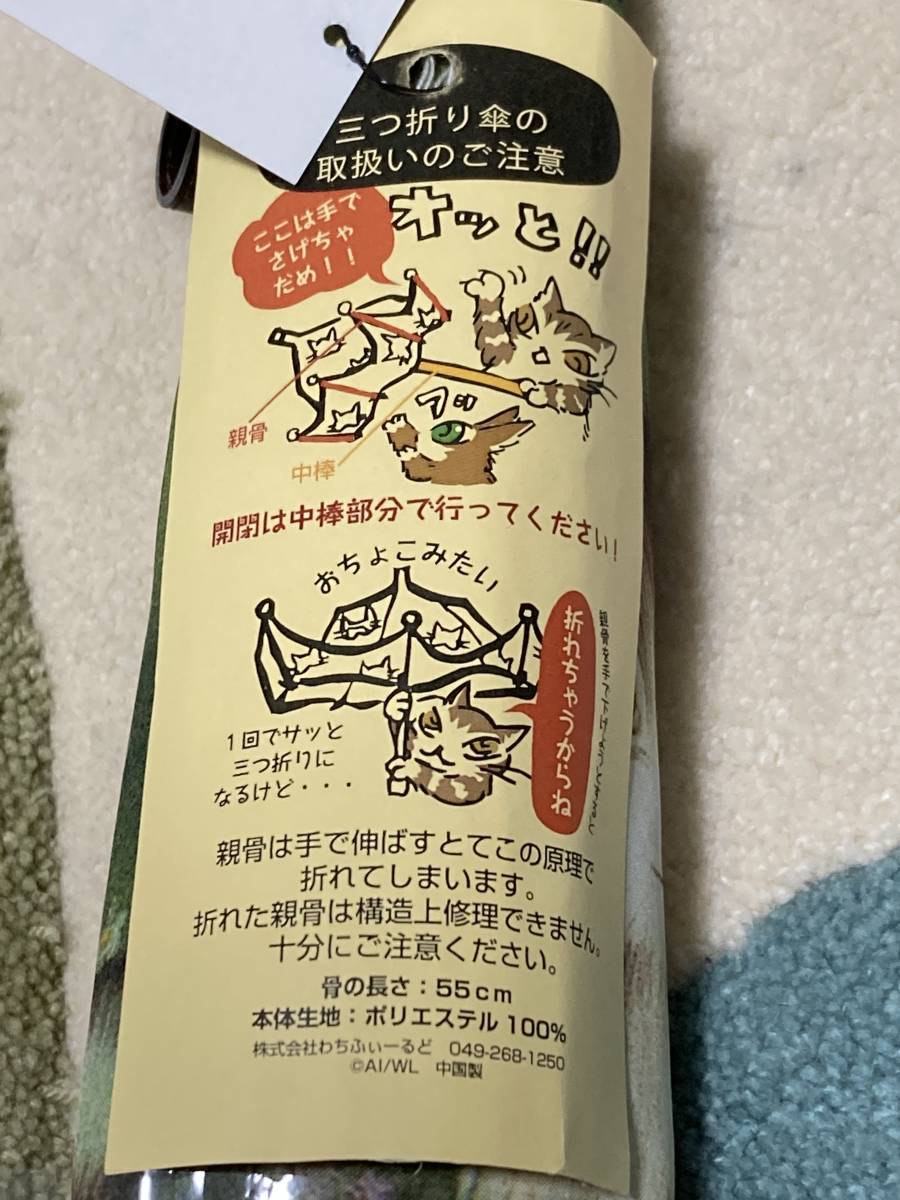 三つ折り傘の
取扱いのご注意
オッと!!
ここは手で
さげちゃ
だめ!!
親骨
中棒
開閉は中棒部分で行ってください!
おちょこみたい
折れちゃうからね
1回でサッと
三つ折りに
なるけど・・・
親骨は手で伸ばすとてこの原理で
折れてしまいます。
折れた親骨は構造上修理できません。
十分にご注意ください。
骨の長さ:55cm
本体生地:ポリエステル 100%
株式会社わちふぃーるど 049-268-1250
©AI/WL 中国製